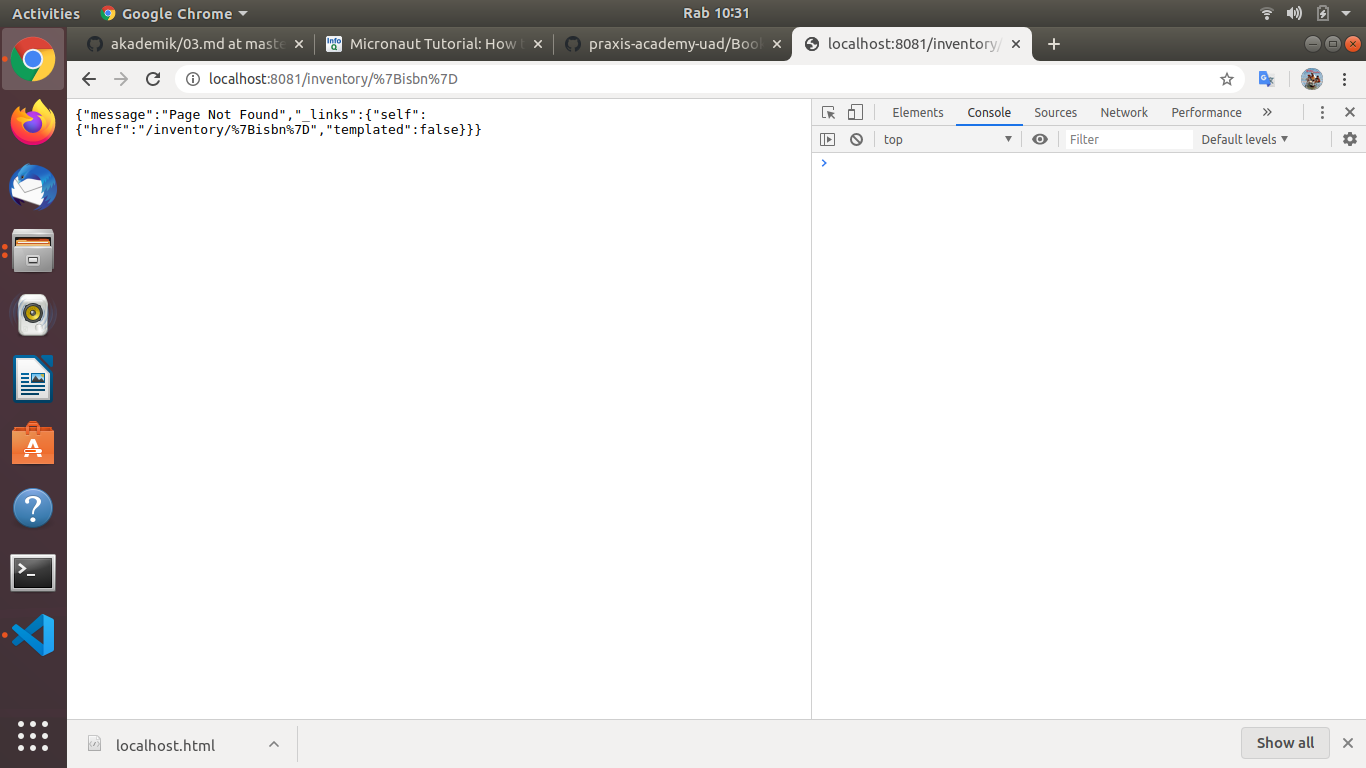 Activities
Google Chrome
Rab 10:31
akademik/03.md at maste
Micronaut Tutorial: How t
praxis-academy-uad/Book
localhost:8081/inventory/
localhost:8081/inventory/%7Bisbn%7D
{"message":"Page Not Found","_links":{"self":
{"href":"/inventory/%7Bisbn%7D","templated":false}}}
Elements
Console
Sources
Network
Performance
top
Filter
Default levels
localhost.html
Show all